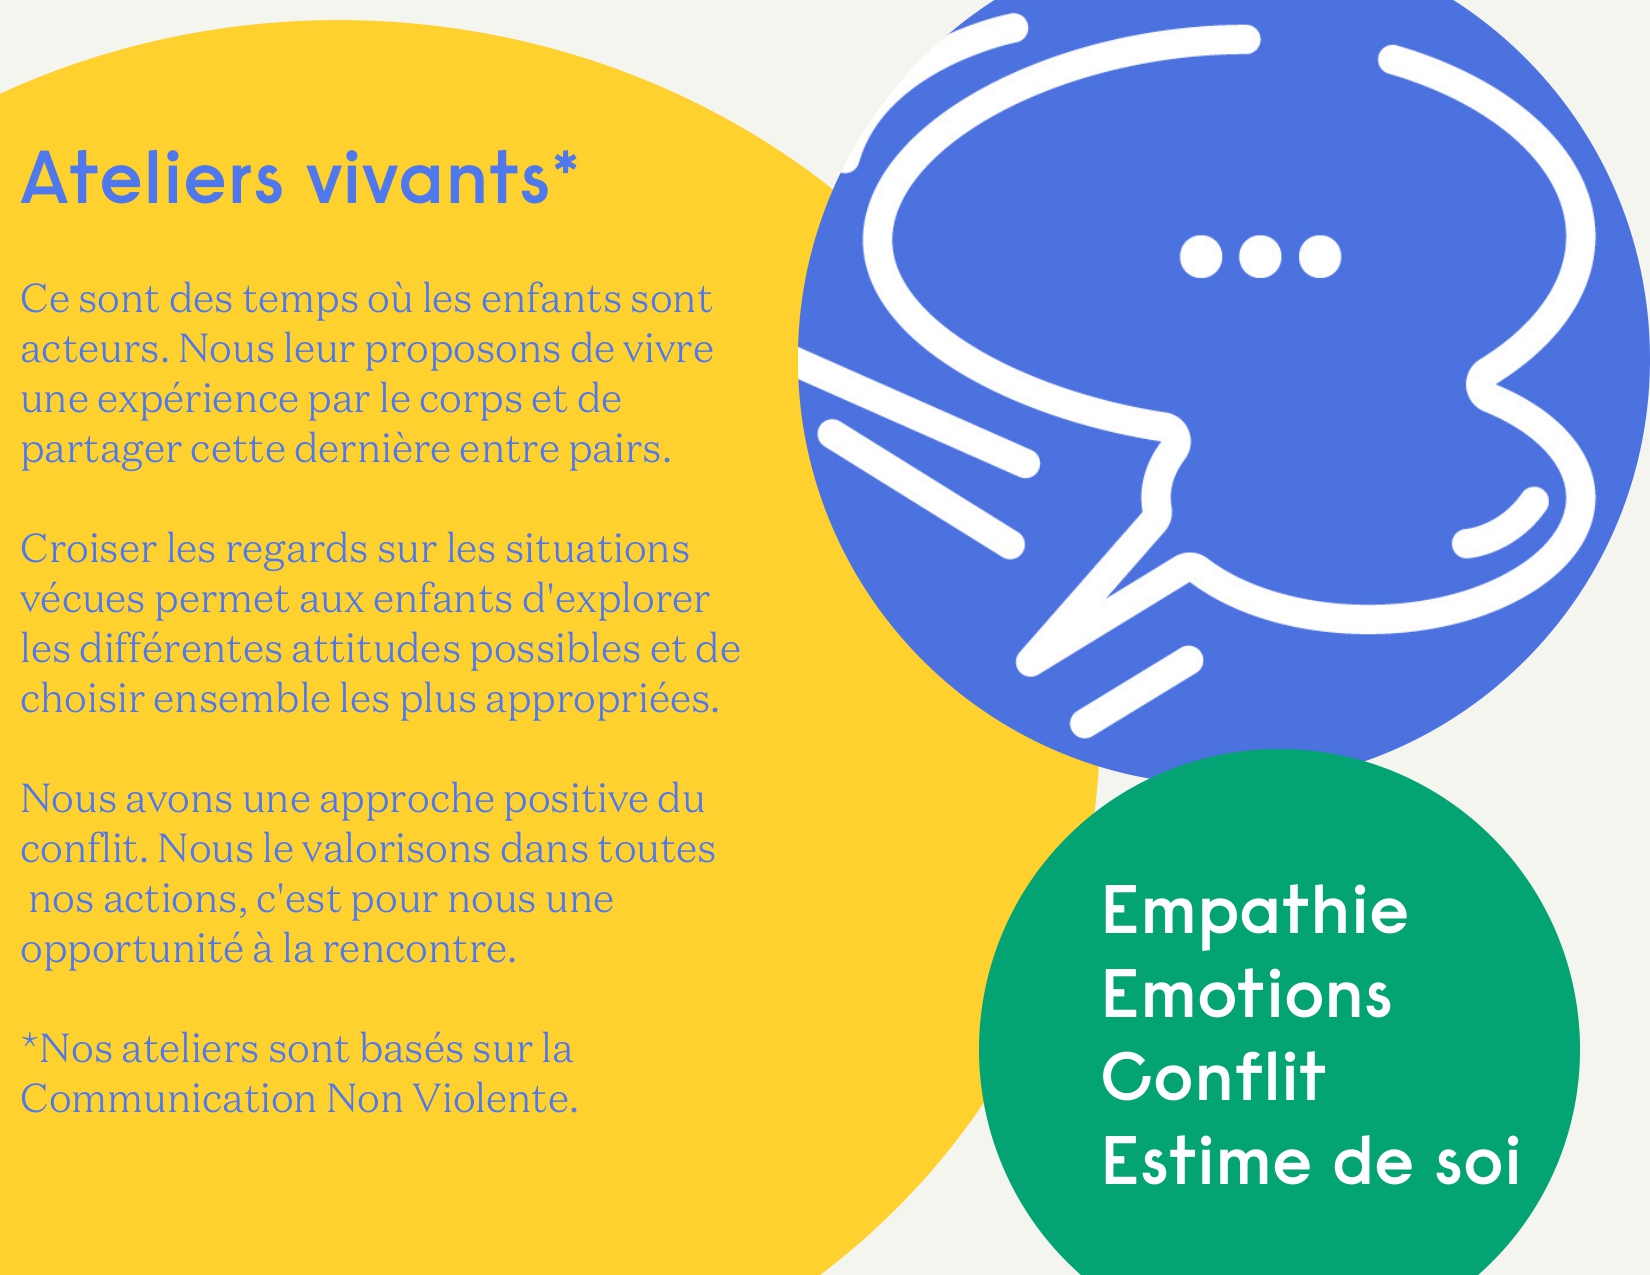 Ateliers vivants*
Ce sont des temps où les enfants sont
acteurs. Nous leur proposons de vivre
une expérience par le corps et de
partager cette dernière entre pairs.
Croiser les regards sur les situations
vécues permet aux enfants d'explorer
les différentes attitudes possibles et de
choisir ensemble les plus appropriées.
Nous avons une approche positive du
conflit. Nous le valorisons dans toutes
nos actions, c'est pour nous une
opportunité à la rencontre.
*Nos ateliers sont basés sur la
Communication Non Violente.
Empathie
Emotions
Conflit
Estime de soi